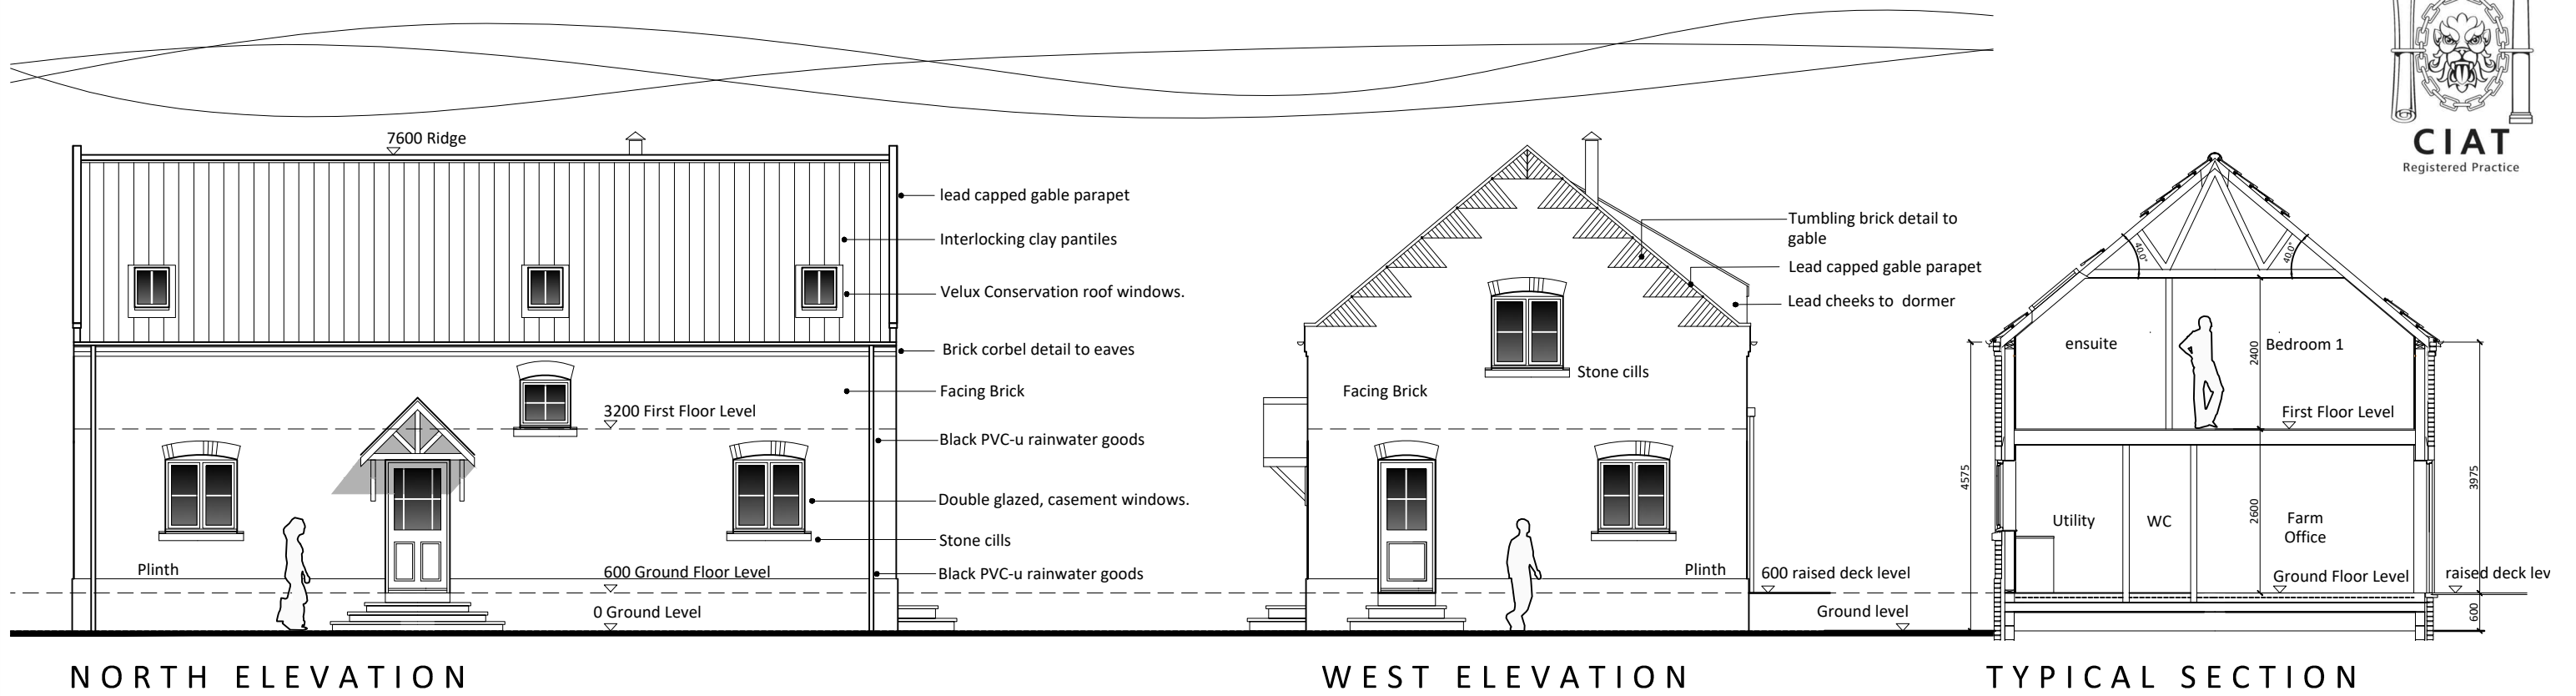 CIAT
Registered Practice
7600 Ridge
lead capped gable parapet
Interlocking clay pantiles
Velux Conservation roof windows.
Brick corbel detail to eaves
Facing Brick
3200 First Floor Level
Black PVC-u rainwater goods
Double glazed, casement windows.
Stone cills
Plinth
600 Ground Floor Level
Black PVC-u rainwater goods
0 Ground Level
NORTH ELEVATION
Tumbling brick detail to
gable
Lead capped gable parapet
Lead cheeks to dormer
Stone cills
Facing Brick
Plinth
600 raised deck level
Ground level
WEST ELEVATION
40.0°
40.0°
ensuite
2400
Bedroom 1
First Floor Level
4575
3975
2600
Utility
WC
Farm
Office
Ground Floor Level
raised deck lev
600
TYPICAL SECTION